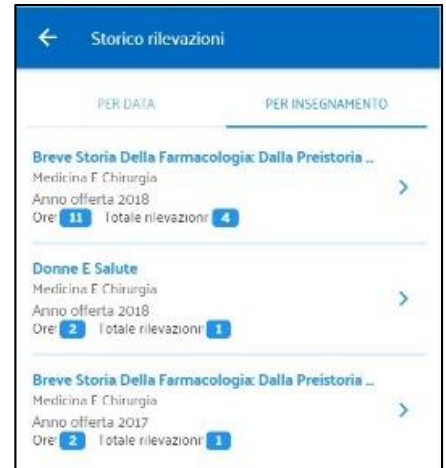 Storico rilevazioni
PER DATA PER INSEGNAMENTO
Breve Storia Della Farmacologia: Dalla Preistoria ...
Medicina E Chirurgia
Anno offerta 2018
Ore: 11 Totale rilevazioni: 4
Donne E Salute
Medicina E Chirurgia
Anno offerta 2018
Ore: 2 Totale rilevazioni: 1
Breve Storia Della Farmacologia: Dalla Preistoria ...
Medicina E Chirurgia
Anno offerta 2017
Ore: 2 Totale rilevazioni: 1